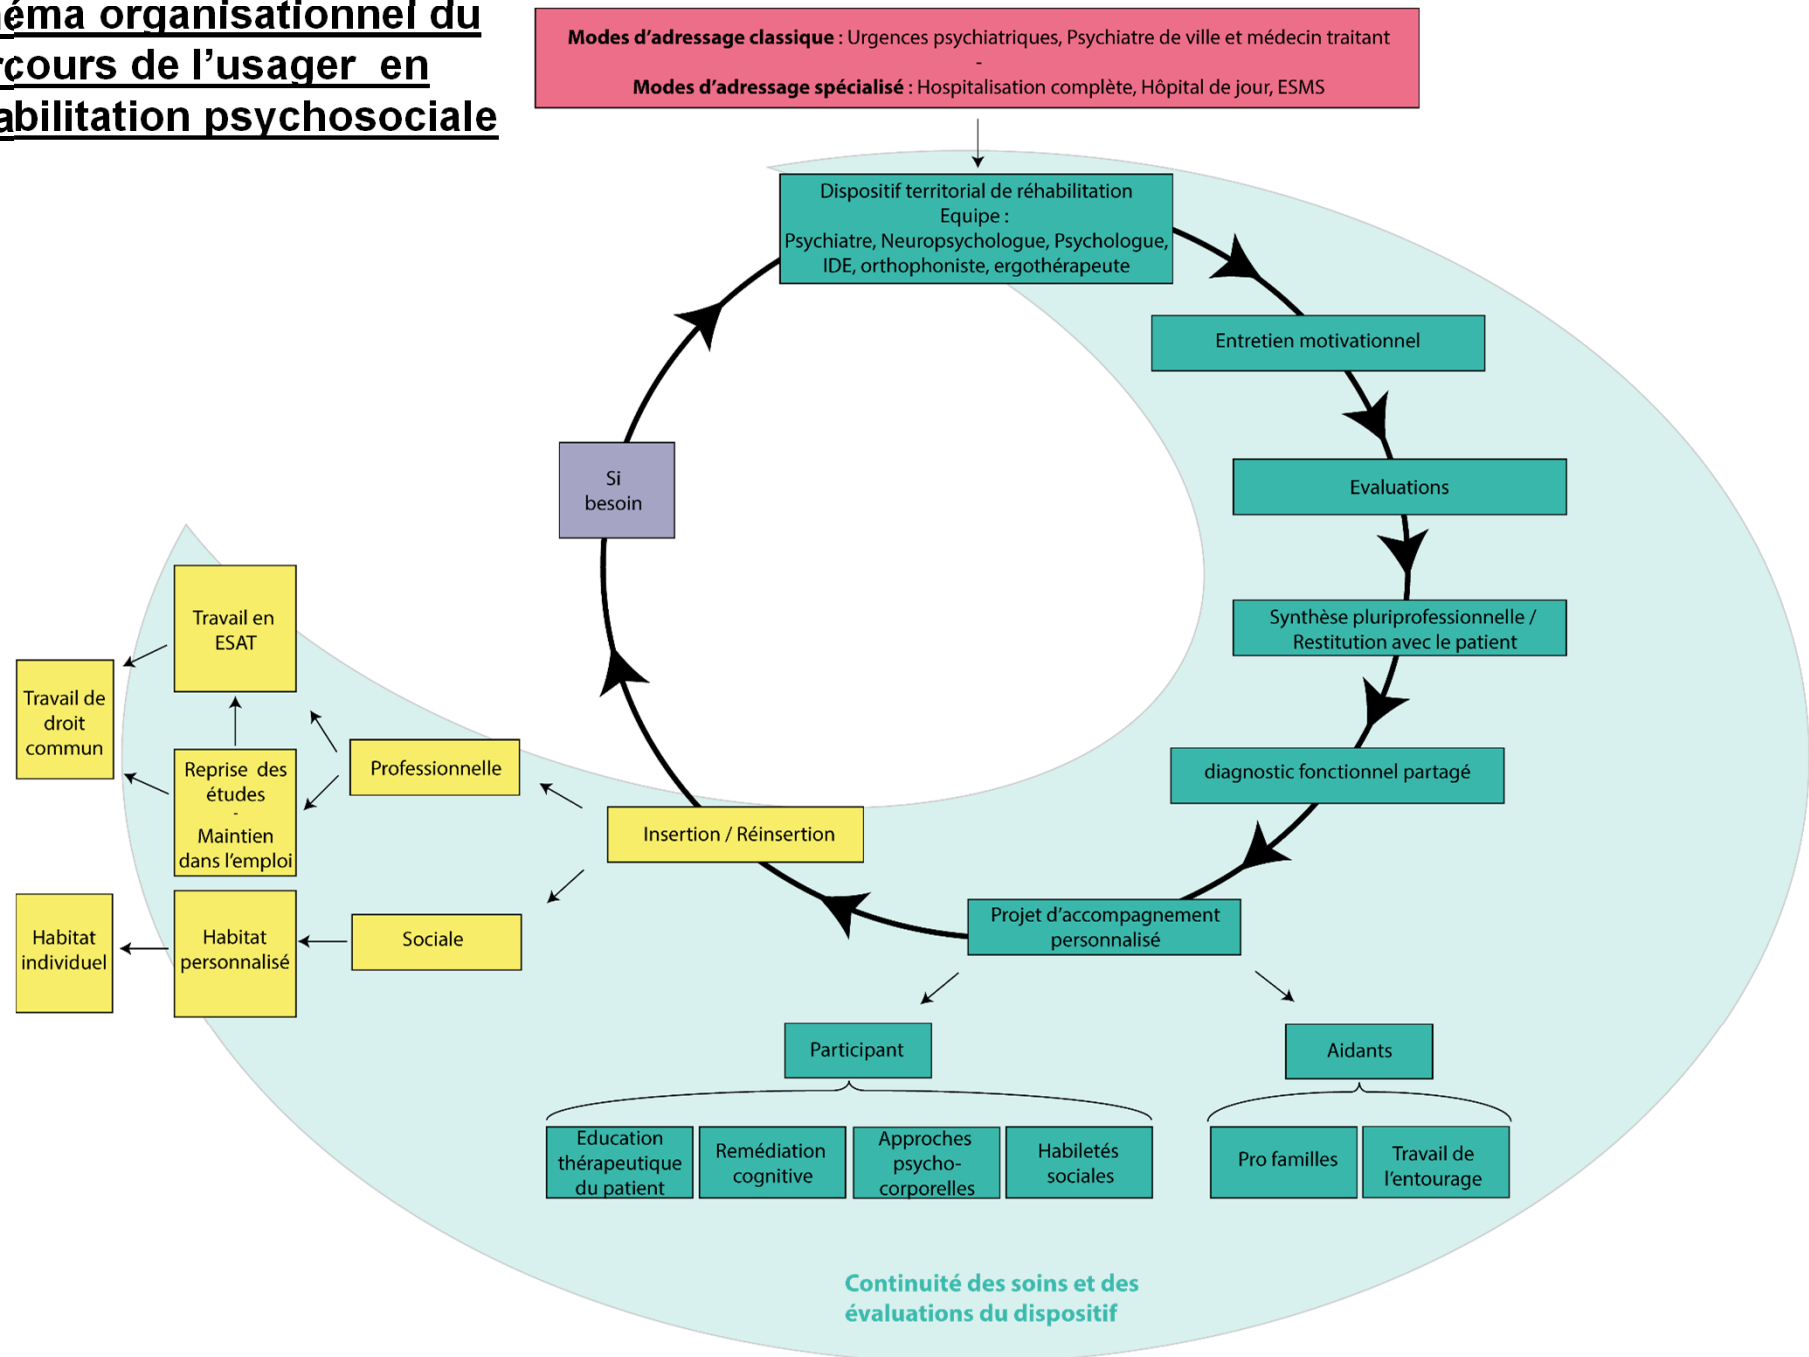 éma organisationnel du
cours de l’usager en
abilitation psychosociale
Modes d’adressage classique : Urgences psychiatriques, Psychiatre de ville et médecin traitant
-
Modes d’adressage spécialisé : Hospitalisation complète, Hôpital de jour, ESMS
Dispositif territorial de réhabilitation
Equipe :
Psychiatre, Neuropsychologue, Psychologue,
IDE, orthophoniste, ergothérapeute
Entretien motivationnel
Evaluations
Synthèse pluriprofessionnelle /
Restitution avec le patient
diagnostic fonctionnel partagé
Projet d’accompagnement
personnalisé
Participant
Education
thérapeutique
du patient
Remédiation
cognitive
Approches
psycho-
corporelles
Habiletés
sociales
Aidants
Pro familles
Travail de
l’entourage
Insertion / Réinsertion
Professionnelle
Travail en
ESAT
Reprise des
études
-
Maintien
dans l’emploi
Travail de
droit
commun
Sociale
Habitat
personnalisé
Habitat
individuel
Si
besoin
Continuité des soins et des
évaluations du dispositif